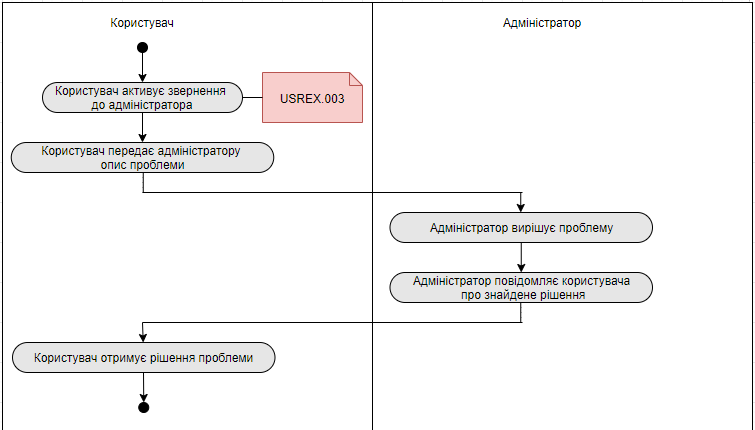 Користувач
Адміністратор
Користувач активує звернення
до адміністратора
USREX.003
Користувач передає адміністратору
опис проблеми
Адміністратор вирішує проблему
Адміністратор повідомляє користувача
про знайдене рішення
Користувач отримує рішення проблеми